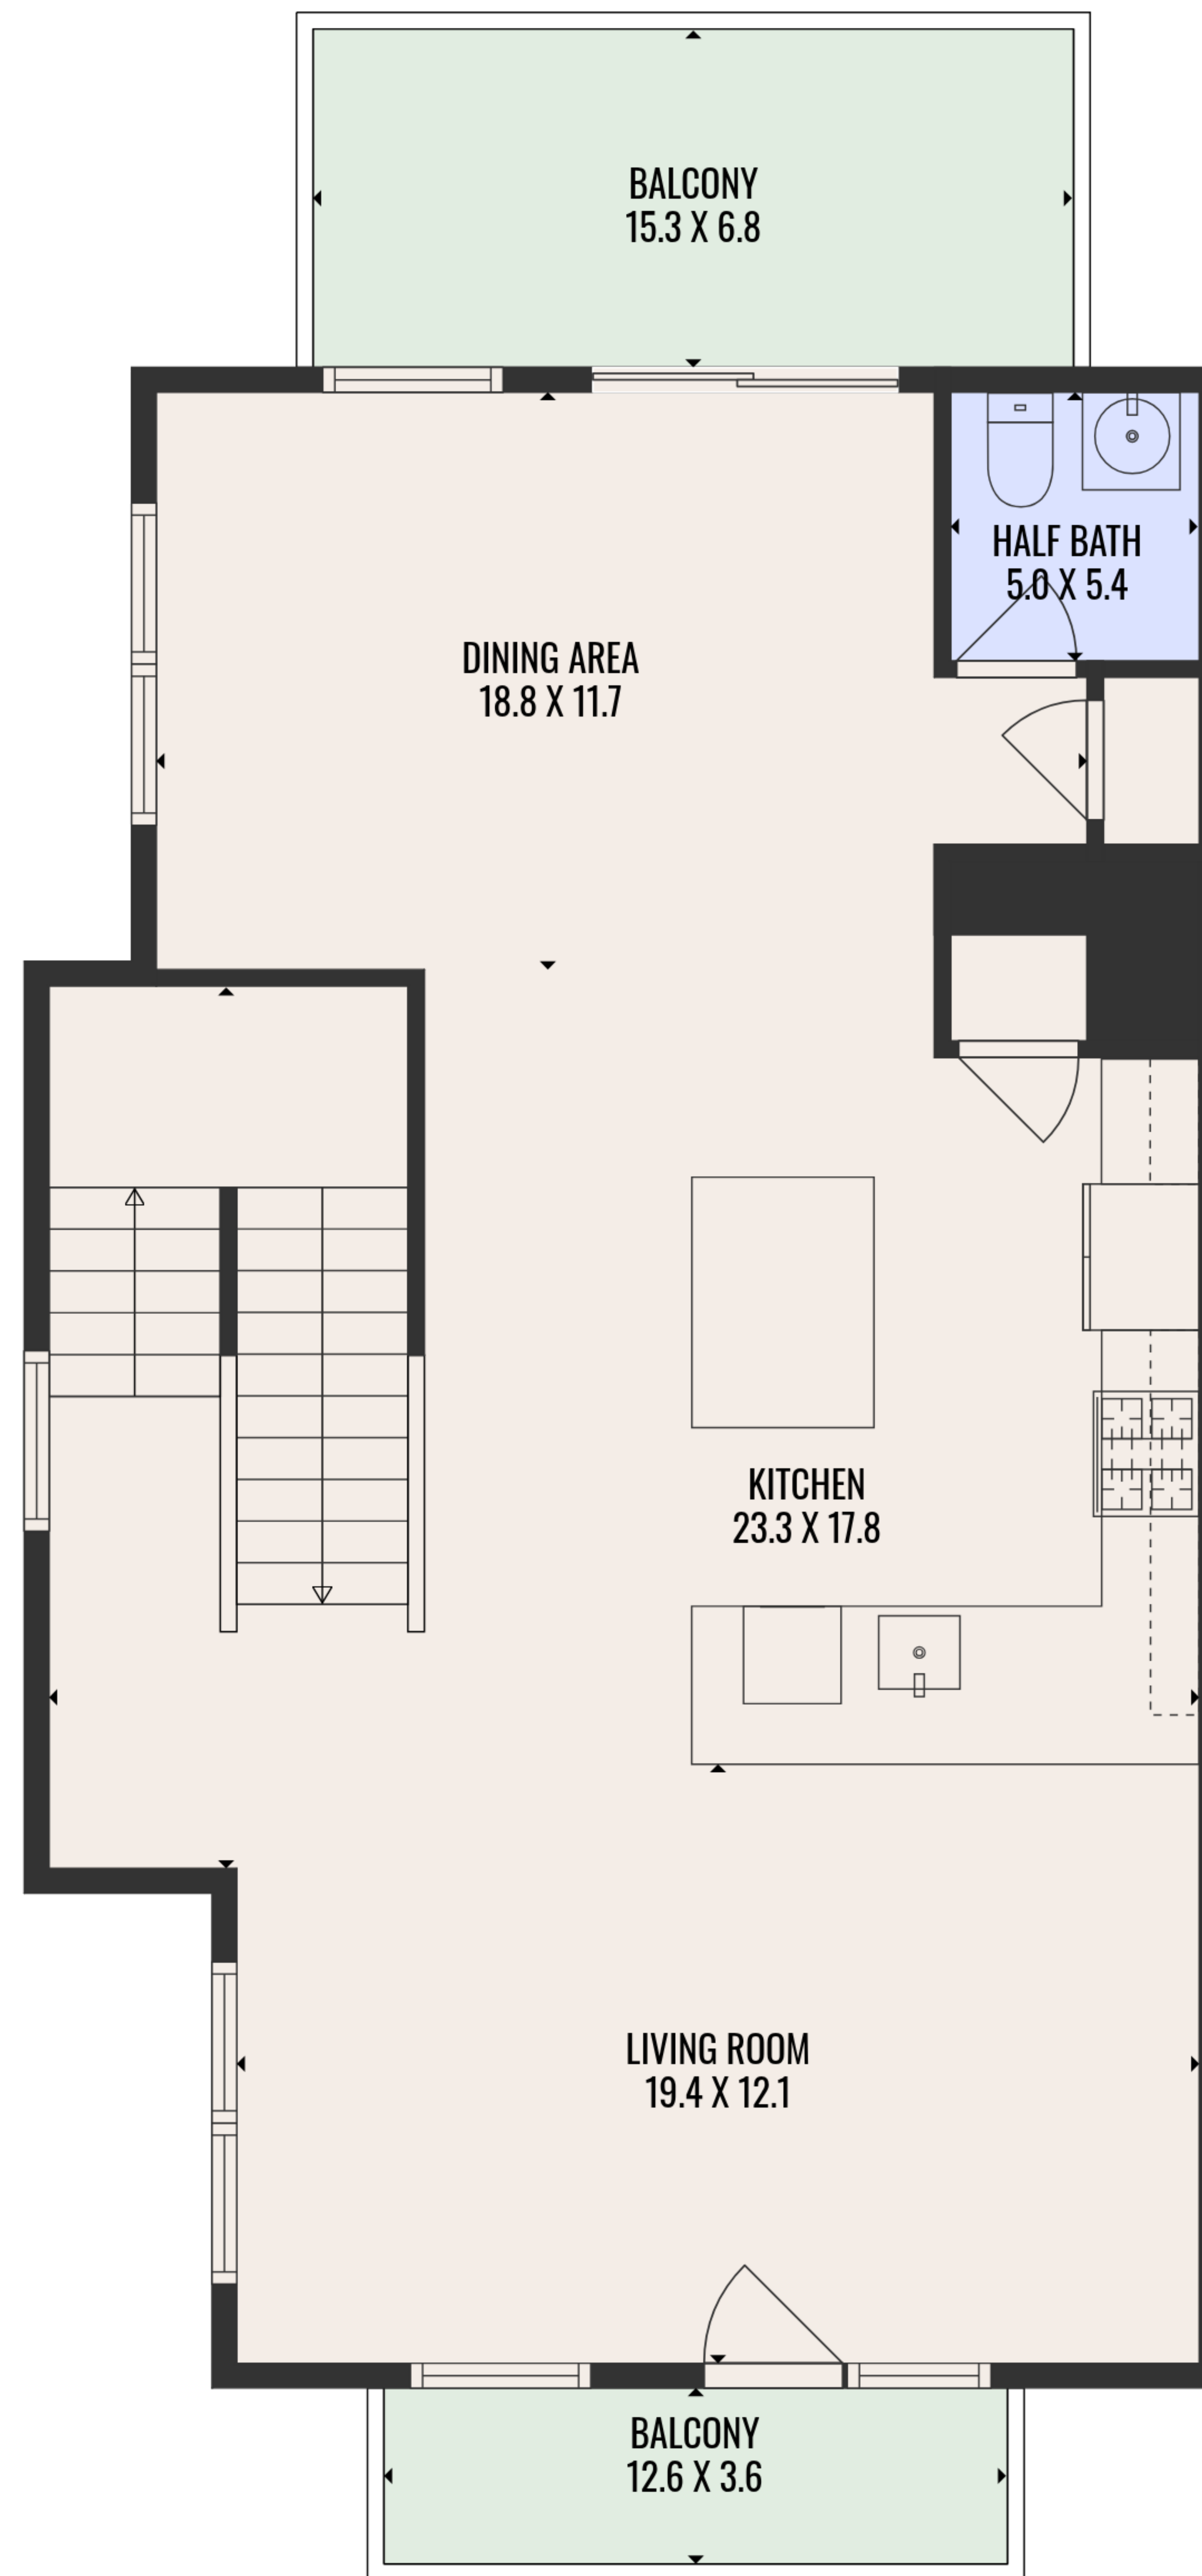 BALCONY
15.3 X 6.8
HALF BATH
5.0 X 5.4
DINING AREA
18.8 X 11.7
KITCHEN
23.3 X 17.8
LIVING ROOM
19.4 X 12.1
BALCONY
12.6 X 3.6